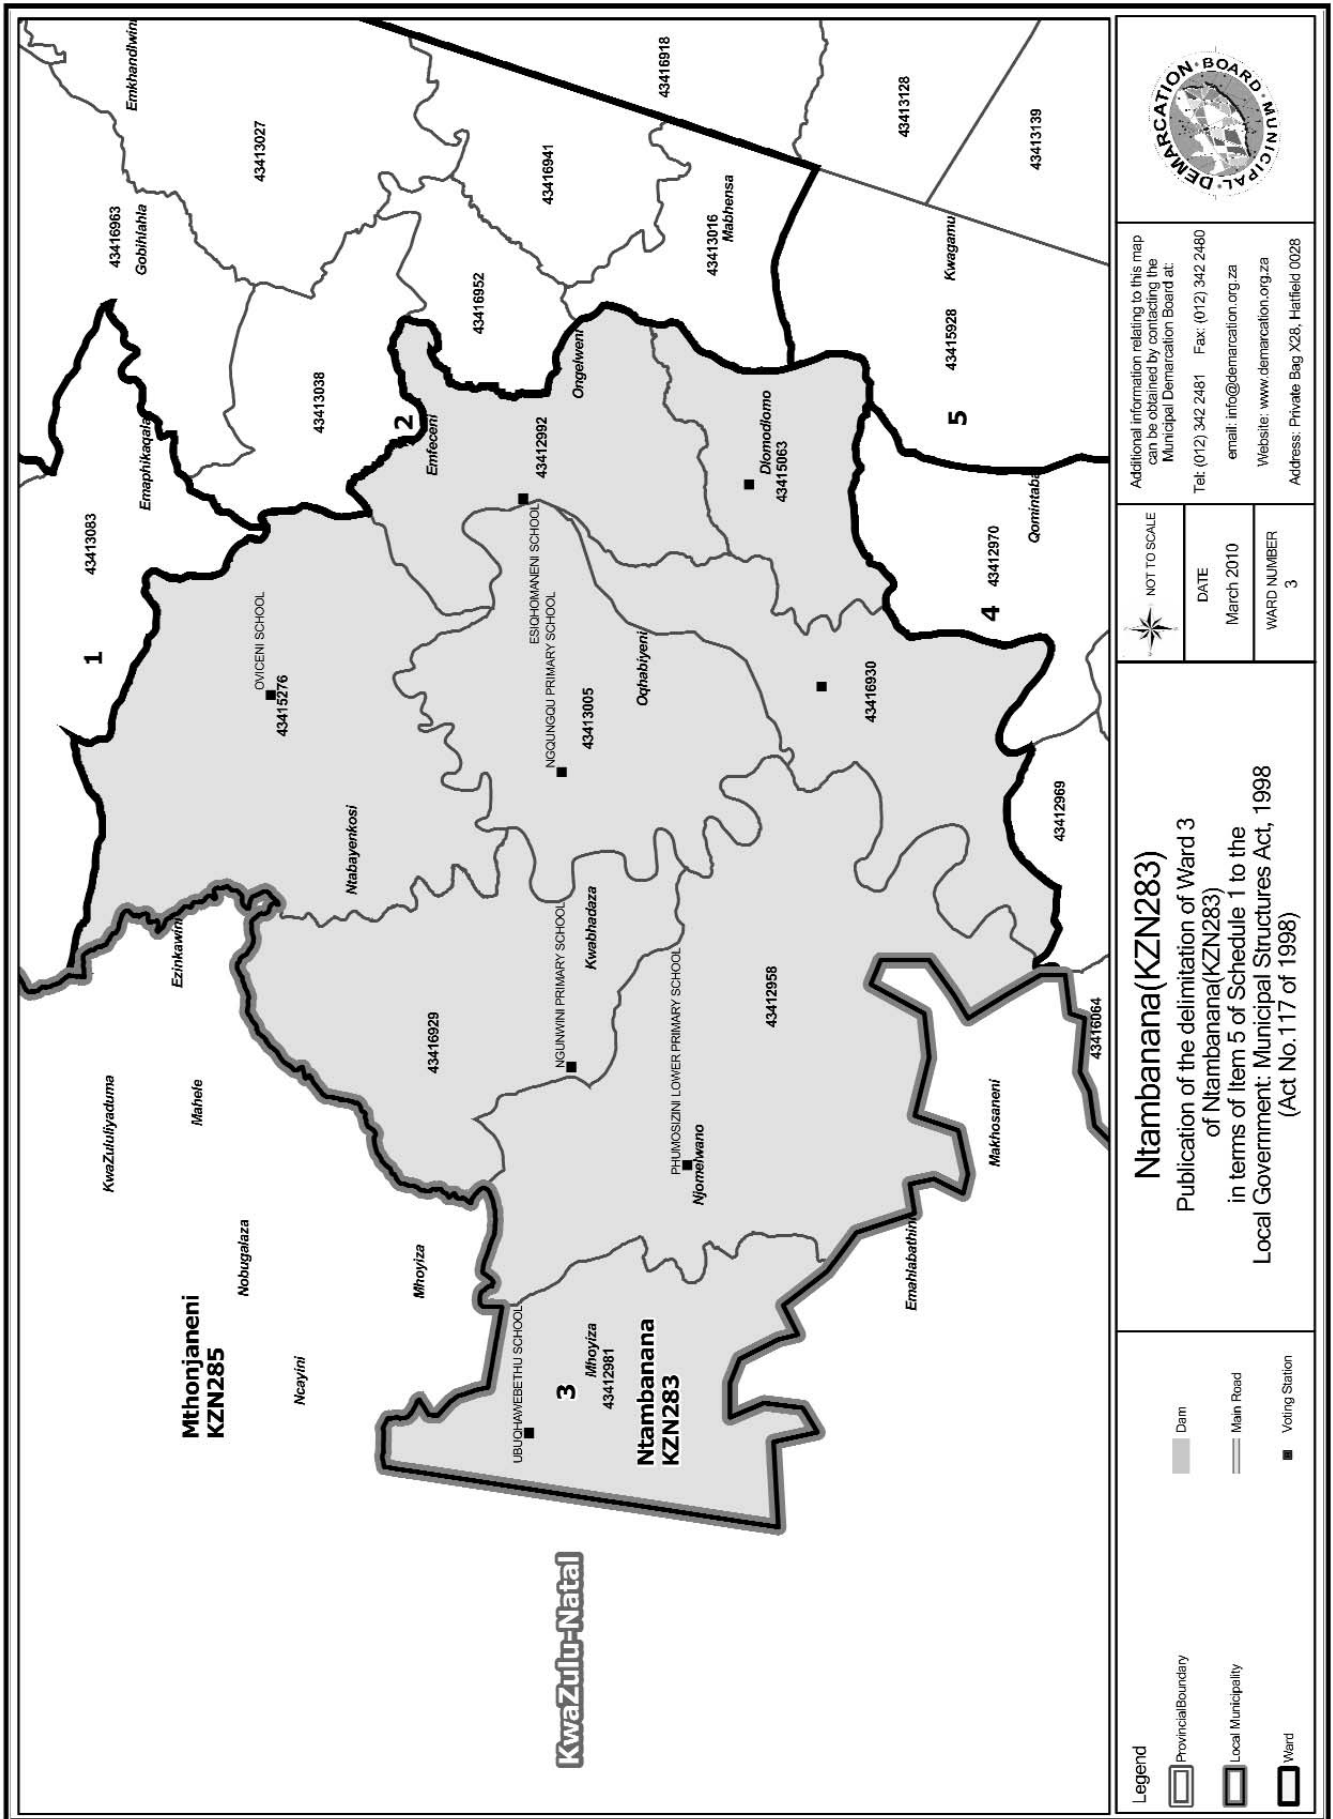 KwaZulu-Natal
Mthonjaneni
KZN285
KwaZululiyaduma
Mahele
Ezinkawini
Nobugalaza
Ncayini
Mhoyiza
1
43413083
Emaphikaqala
43416963
Gobihlahla
Emkhandlwini
43413027
43413038
OVICENI SCHOOL
43415276
Ntabayenkosi
2
Emfeceni
43416952
43416941
43416918
43416929
NGUNWINI PRIMARY SCHOOL
Kwabhadaza
NGQUNGQU PRIMARY SCHOOL
43413005
ESIQHOMANENI SCHOOL
43412992
Ongelweni
Oqhabiyeni
UBUQHAWEBETHU SCHOOL
3
Mhoyiza
43412981
Ntambanana
KZN283
PHUMOSIZINI LOWER PRIMARY SCHOOL
Njomelwano
43412958
43413016
Mabhensa
Dlomodlomo
43415063
43416930
43413128
43413139
Kwagamu
43415928
5
4
43412970
Qomintaba
43412969
43416064
Makhosaneni
Emahlabathini
Legend
ProvincialBoundary
Local Municipality
Ward
Dam
Main Road
Voting Station
Ntambanana(KZN283)
Publication of the delimitation of Ward 3
of Ntambanana(KZN283)
in terms of Item 5 of Schedule 1 to the
Local Government: Municipal Structures Act, 1998
(Act No.117 of 1998)
NOT TO SCALE
DATE
March 2010
WARD NUMBER
3
Additional information relating to this map
can be obtained by contacting the
Municipal Demarcation Board at:
Tel: (012) 342 2481 Fax: (012) 342 2480
email: info@demarcation.org.za
Website: www.demarcation.org.za
Address: Private Bag X28, Hatfield 0028
MUNICIPAL DEMARCATION BOARD